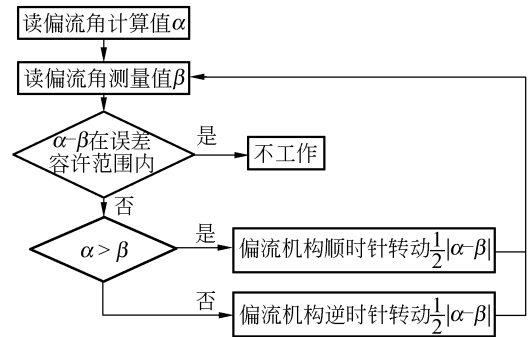 读偏流角计算值α
读偏流角测量值β
α-β在误差
容许范围内
是
不工作
否
α > β
是
偏流机构顺时针转动1/2|α-β|
否
偏流机构逆时针转动1/2|α-β|